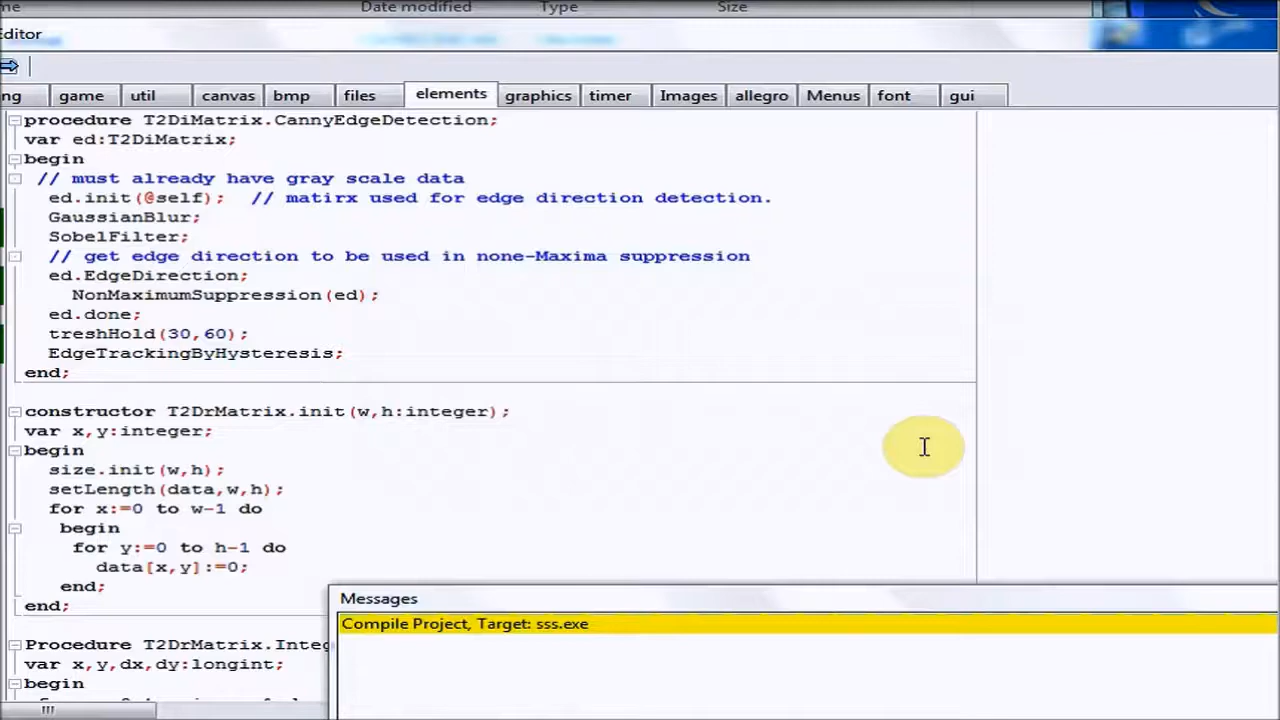 me Date modified Type Size
Editor
ng game util canvas bmp files elements graphics timer Images allegro Menus font gui
procedure T2DiMatrix.CannyEdgeDetection;
var ed:T2DiMatrix;
begin
// must already have gray scale data
ed.init(@self); // matirx used for edge direction detection.
GaussianBlur;
SobelFilter;
// get edge direction to be used in none-Maxima suppression
ed.EdgeDirection;
NonMaximumSuppression(ed);
ed.done;
treshHold(30,60);
EdgeTrackingByHysteresis;
end;
constructor T2DrMatrix.init(w,h:integer);
var x,y:integer;
begin
size.init(w,h);
setLength(data,w,h);
for x:=0 to w-1 do
begin
for y:=0 to h-1 do
data[x,y]:=0;
end;
end;
Messages
Compile Project, Target: sss.exe
Procedure T2DrMatrix.Integ
var x,y,dx,dy:longint;
begin